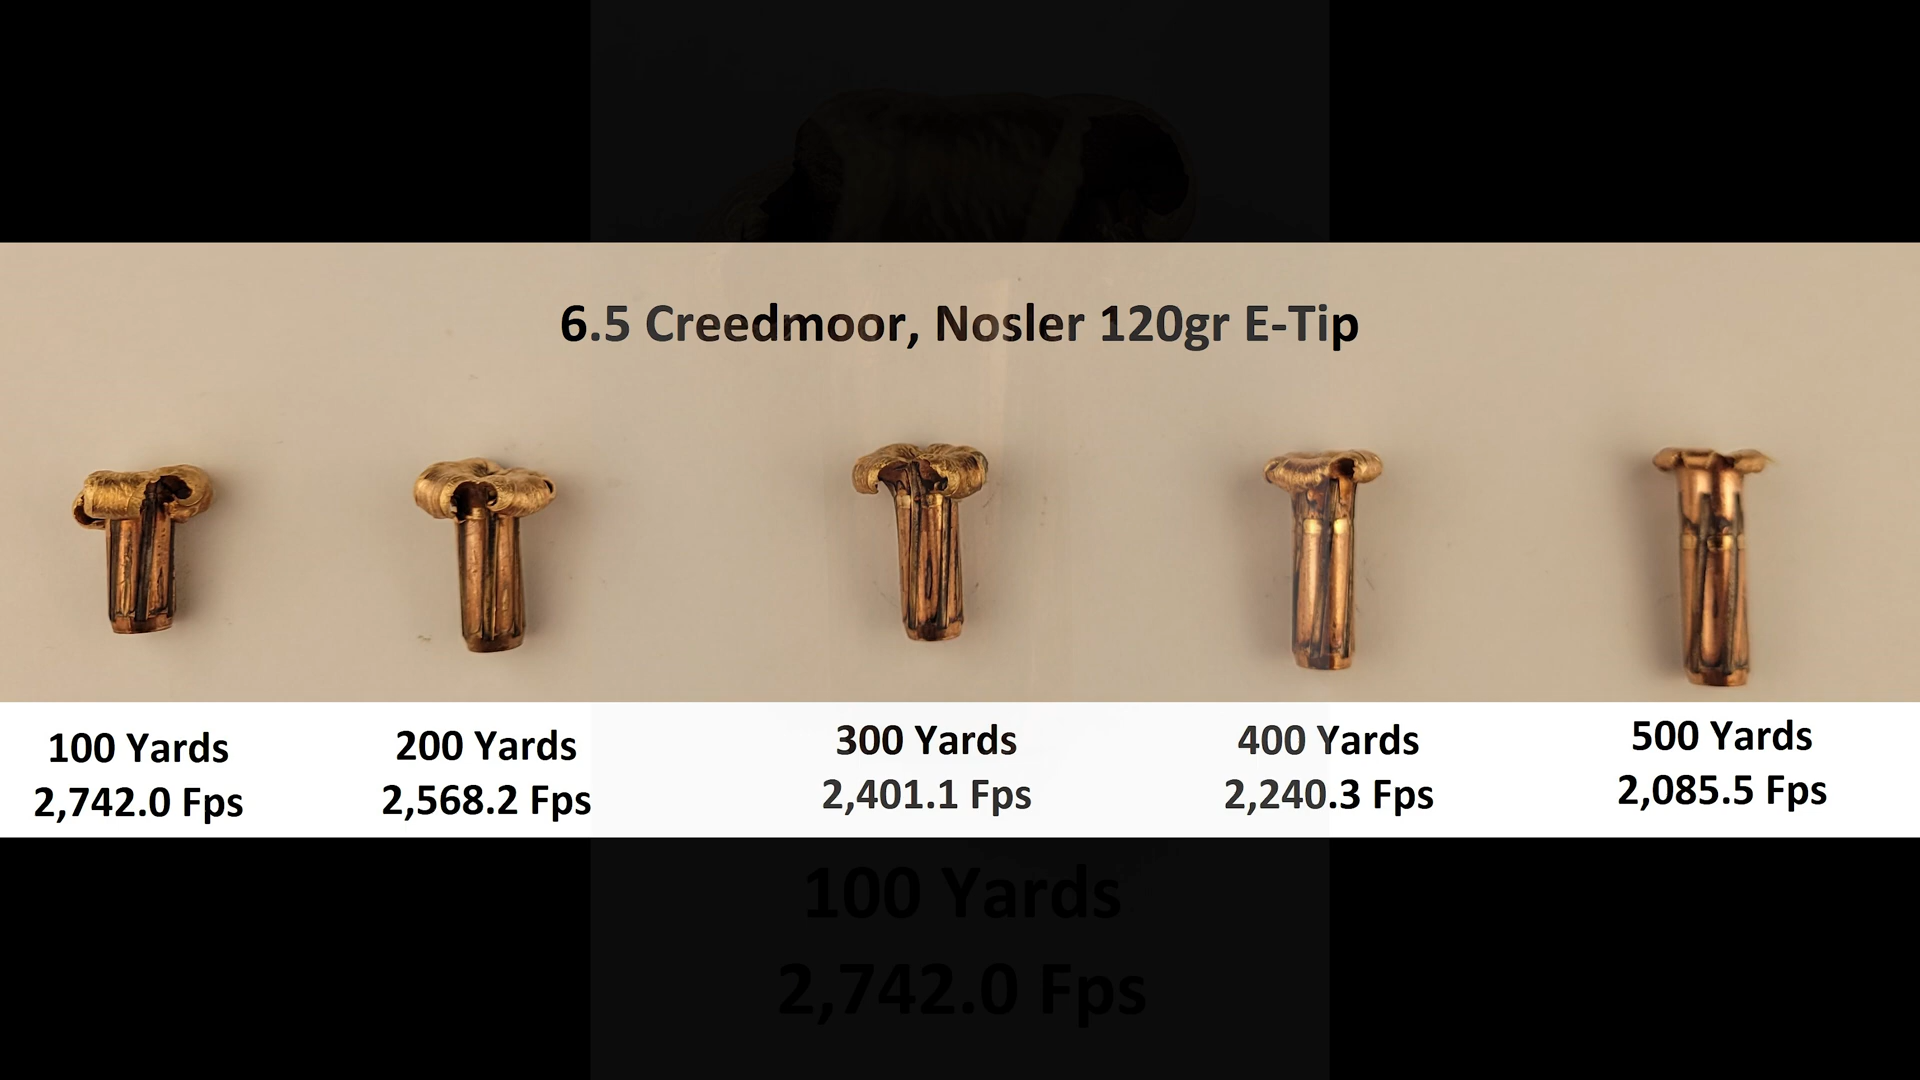 6.5 Creedmoor, Nosler 120gr E-Tip
100 Yards
2,742.0 Fps
200 Yards
2,568.2 Fps
300 Yards
2,401.1 Fps
400 Yards
2,240.3 Fps
500 Yards
2,085.5 Fps
100 Yards
2,742.0 Fps